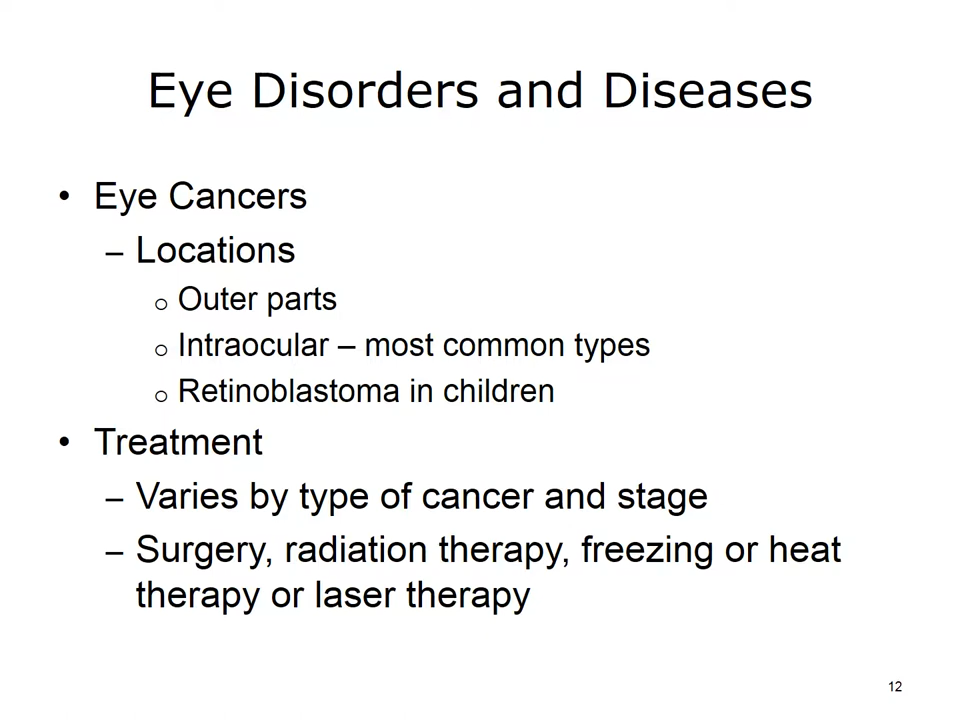 Eye Disorders and Diseases
• Eye Cancers
– Locations
o Outer parts
o Intraocular – most common types
o Retinoblastoma in children
• Treatment
– Varies by type of cancer and stage
– Surgery, radiation therapy, freezing or heat
therapy or laser therapy
12